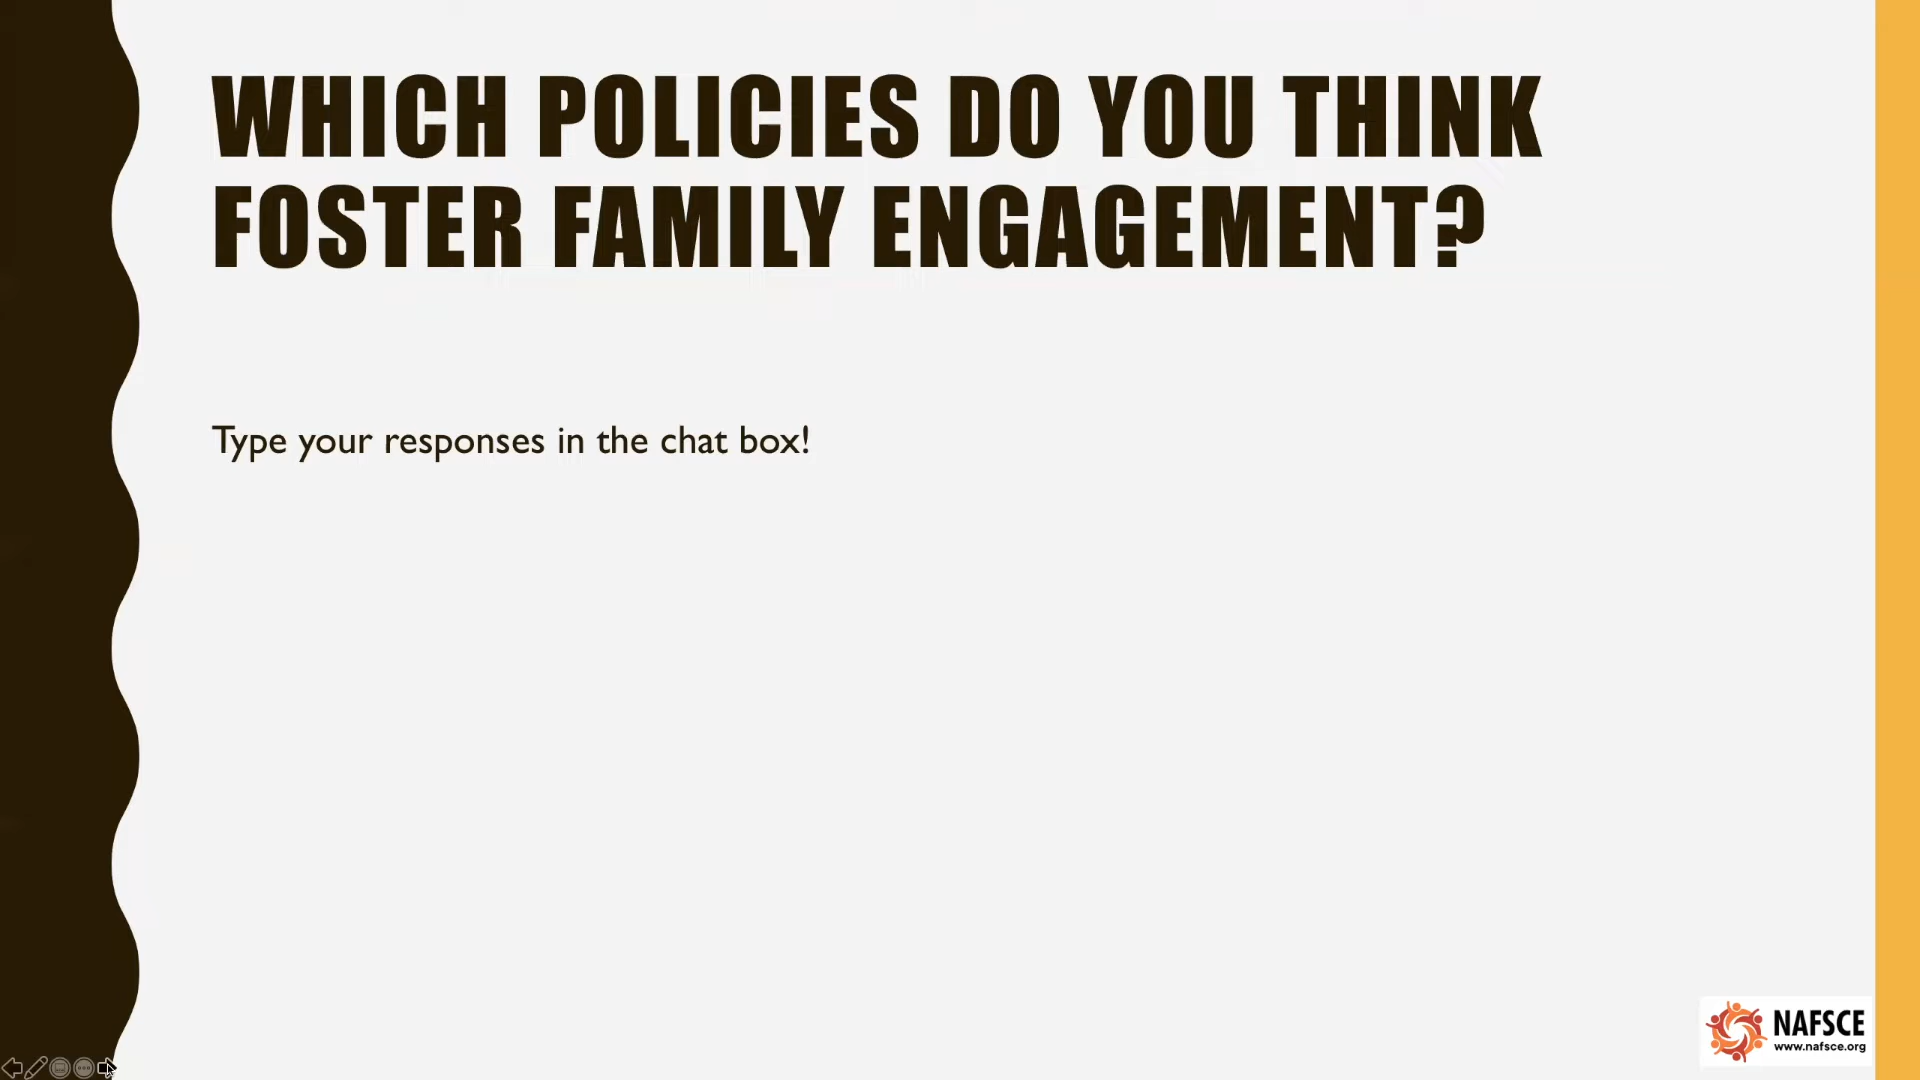 WHICH POLICIES DO YOU THINK
FOSTER FAMILY ENGAGEMENT?
Type your responses in the chat box!
NAFSCE
www.nafsce.org